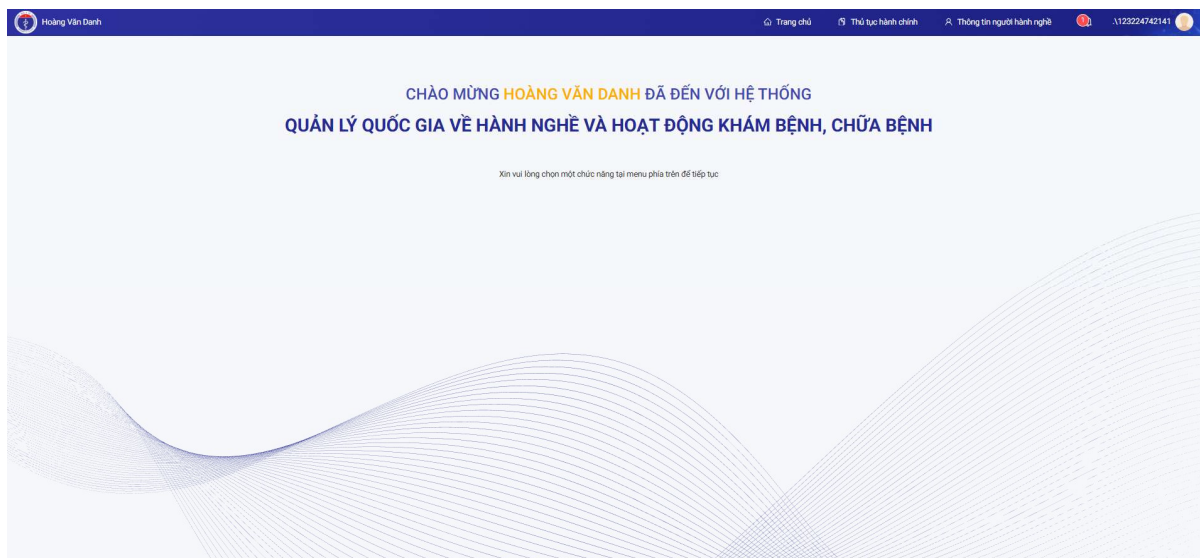 Hoàng Văn Danh
Trang chủ
Thủ tục hành chính
Thông tin người hành nghề
1
.\123224742141
CHÀO MỪNG HOÀNG VĂN DANH ĐÃ ĐẾN VỚI HỆ THỐNG
QUẢN LÝ QUỐC GIA VỀ HÀNH NGHỀ VÀ HOẠT ĐỘNG KHÁM BỆNH, CHỮA BỆNH
Xin vui lòng chọn một chức năng tại menu phía trên để tiếp tục